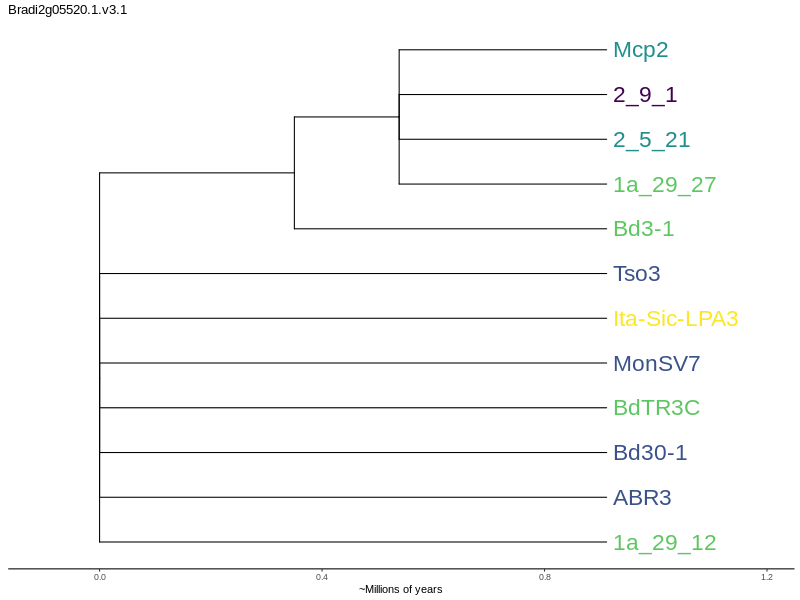 Bradi2g05520.1.v3.1
Mcp2
2_9_1
2_5_21
1a_29_27
Bd3-1
Tso3
Ita-Sic-LPA3
MonSV7
BdTR3C
Bd30-1
ABR3
1a_29_12
0.0 0.4 0.8 1.2
~Millions of years